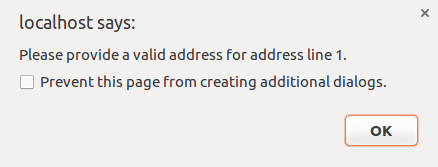 localhost says:
Please provide a valid address for address line 1.
Prevent this page from creating additional dialogs.
OK